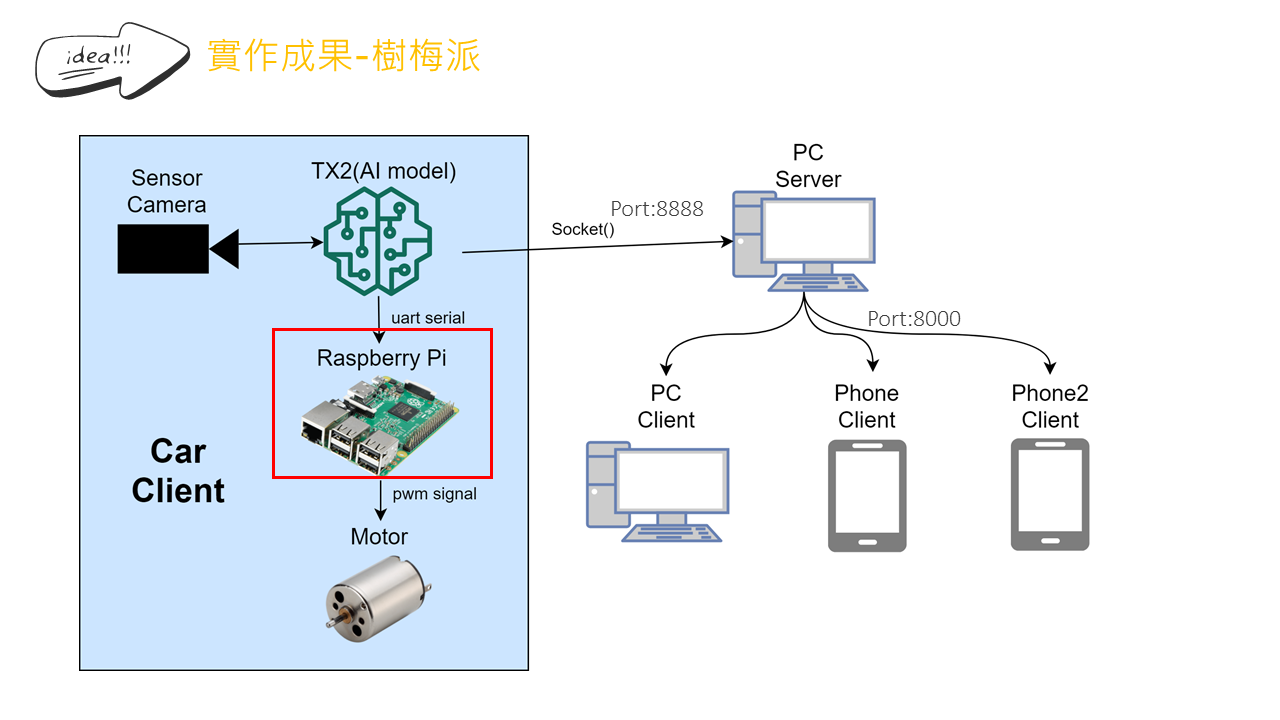 idea!!!
實作成果-樹梅派
Sensor
Camera
TX2(AI model)
uart serial
Raspberry Pi
pwm signal
Motor
Car
Client
Port:8888
Socket()
PC
Server
Port:8000
PC
Client
Phone
Client
Phone2
Client